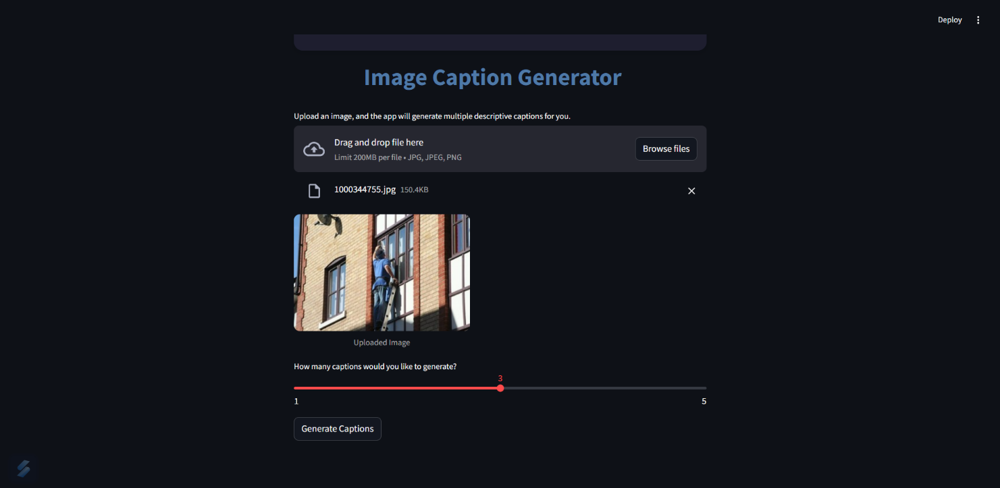 Deploy
Image Caption Generator
Upload an image, and the app will generate multiple descriptive captions for you.
Drag and drop file here
Limit 200MB per file • JPG, JPEG, PNG
Browse files
1000344755.jpg 150.4KB
Uploaded Image
How many captions would you like to generate?
3
1
5
Generate Captions